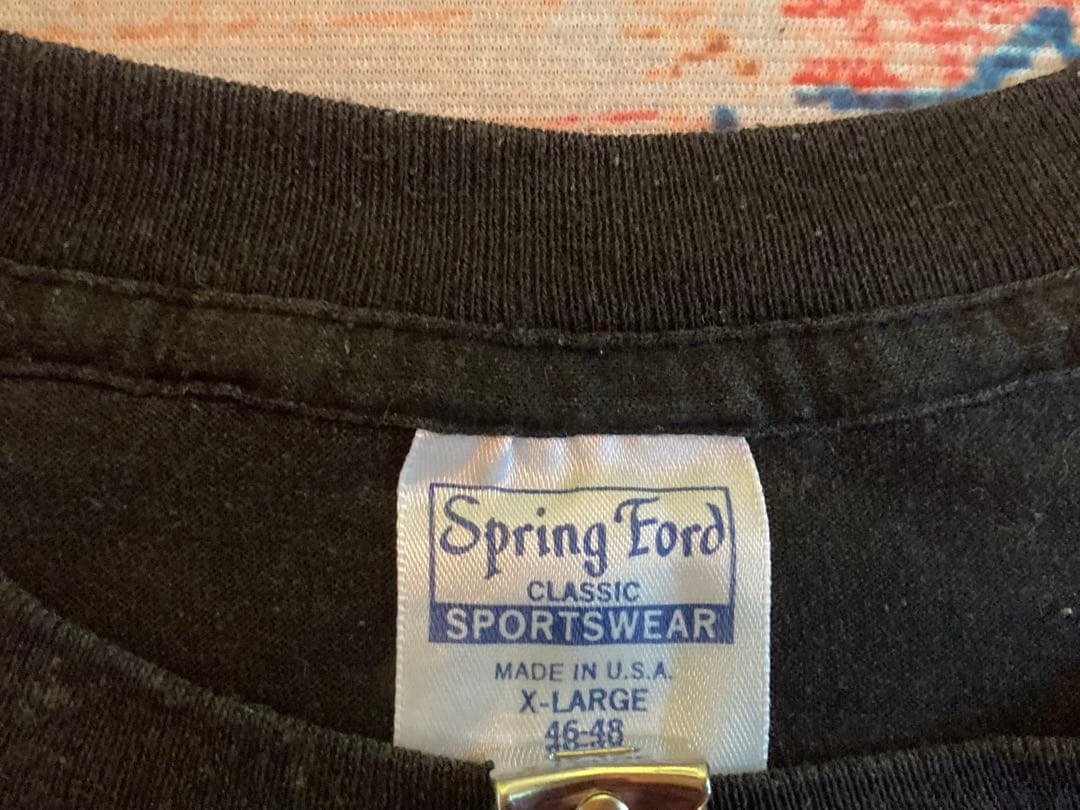 Spring Ford
CLASSIC
SPORTSWEAR
MADE IN U.S.A.
X-LARGE
46-48